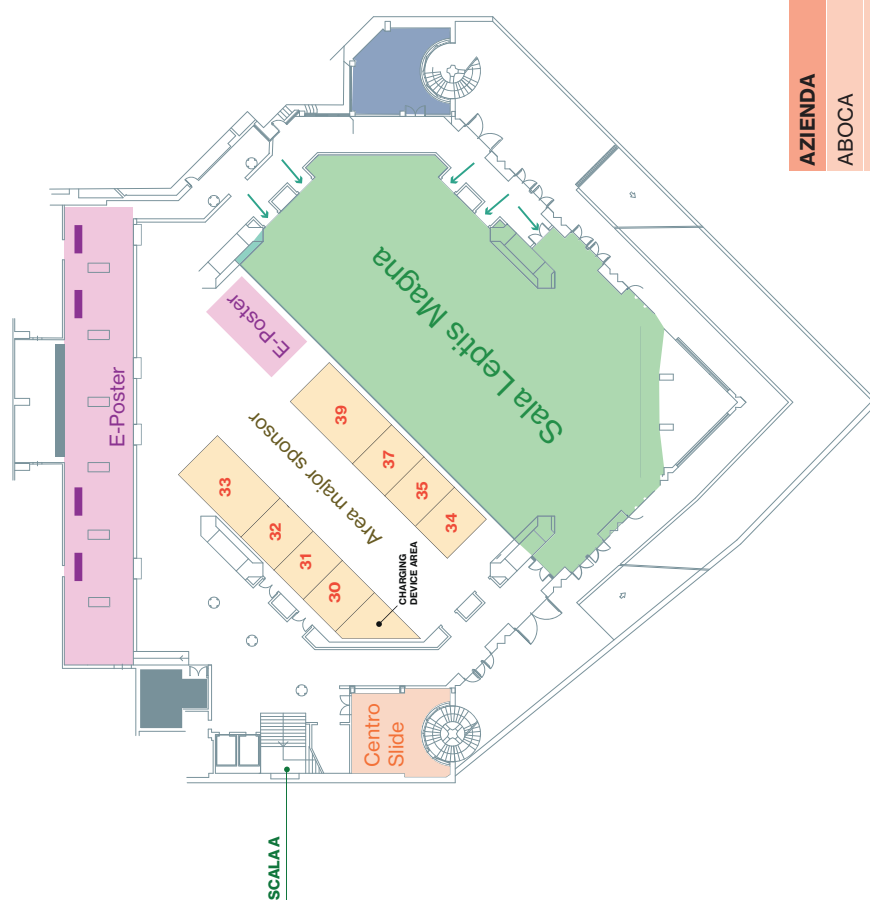 AZIENDA
ABOCA
E-Poster
E-Poster
Sala Leptis Magna
Area major sponsor
39
37
35
34
33
32
31
30
CHARGING
DEVICE AREA
Centro
Slide
SCALA A